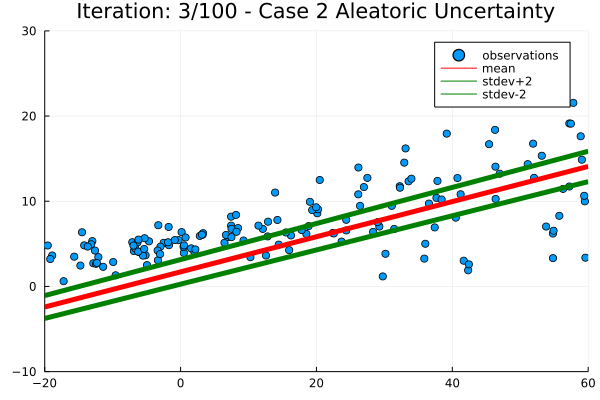 Iteration: 3/100 - Case 2 Aleatoric Uncertainty
30
observations
mean
stdev+2
stdev-2
20
10
0
−10
−20
0
20
40
60